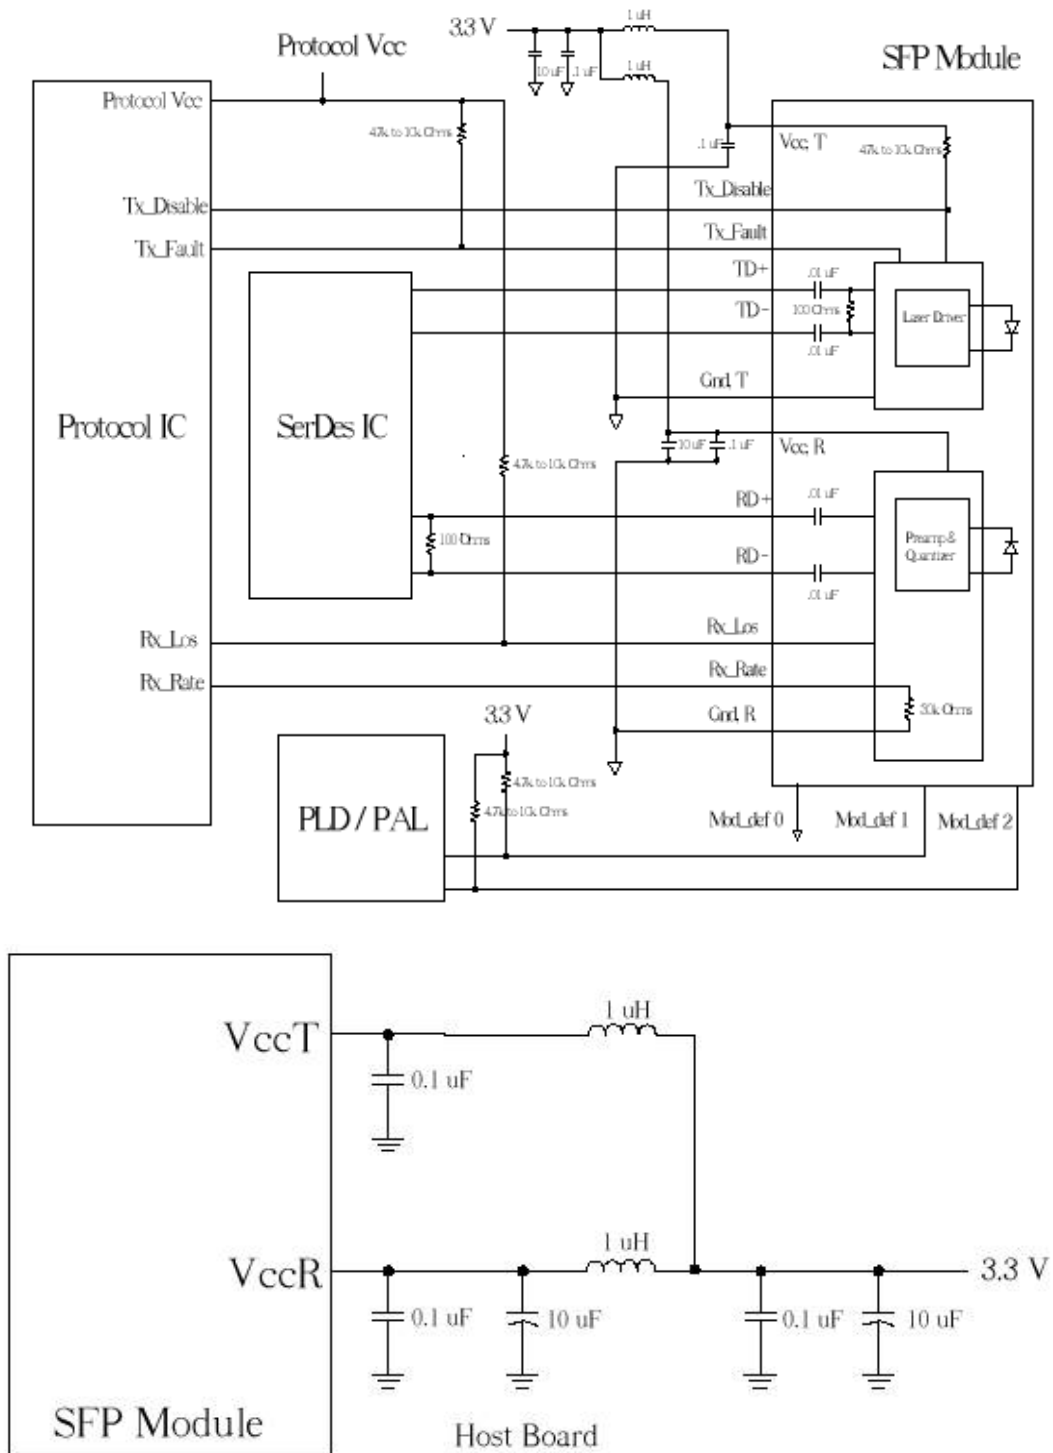 3.3 V
1 uH
Protocol Vcc
10 uF
.1 uF
1 uH
SFP Module
Protocol Vcc
4.7k to 10k Ohms
.1 uF
Vcc, T
4.7k to 10k Ohms
Tx_Disable
Tx_Disable
Tx_Fault
Tx_Fault
TD+
.01 uF
TD-
100 Ohms
Laser Driver
.01 uF
Gnd, T
Protocol IC
SerDes IC
10 uF
.1 uF
Vcc, R
4.7k to 10k Ohms
RD+
.01 uF
100 Ohms
Preamp &
Quantizer
RD-
.01 uF
Rx_Los
Rx_Los
Rx_Rate
Rx_Rate
Gnd, R
3.3 V
4.7k to 10k Ohms
PLD / PAL
4.7k to 10k Ohms
Mod_def 0
Mod_def 1
Mod_def 2
1 uH
VccT
0.1 uF
1 uH
VccR
3.3 V
0.1 uF
10 uF
0.1 uF
10 uF
SFP Module
Host Board